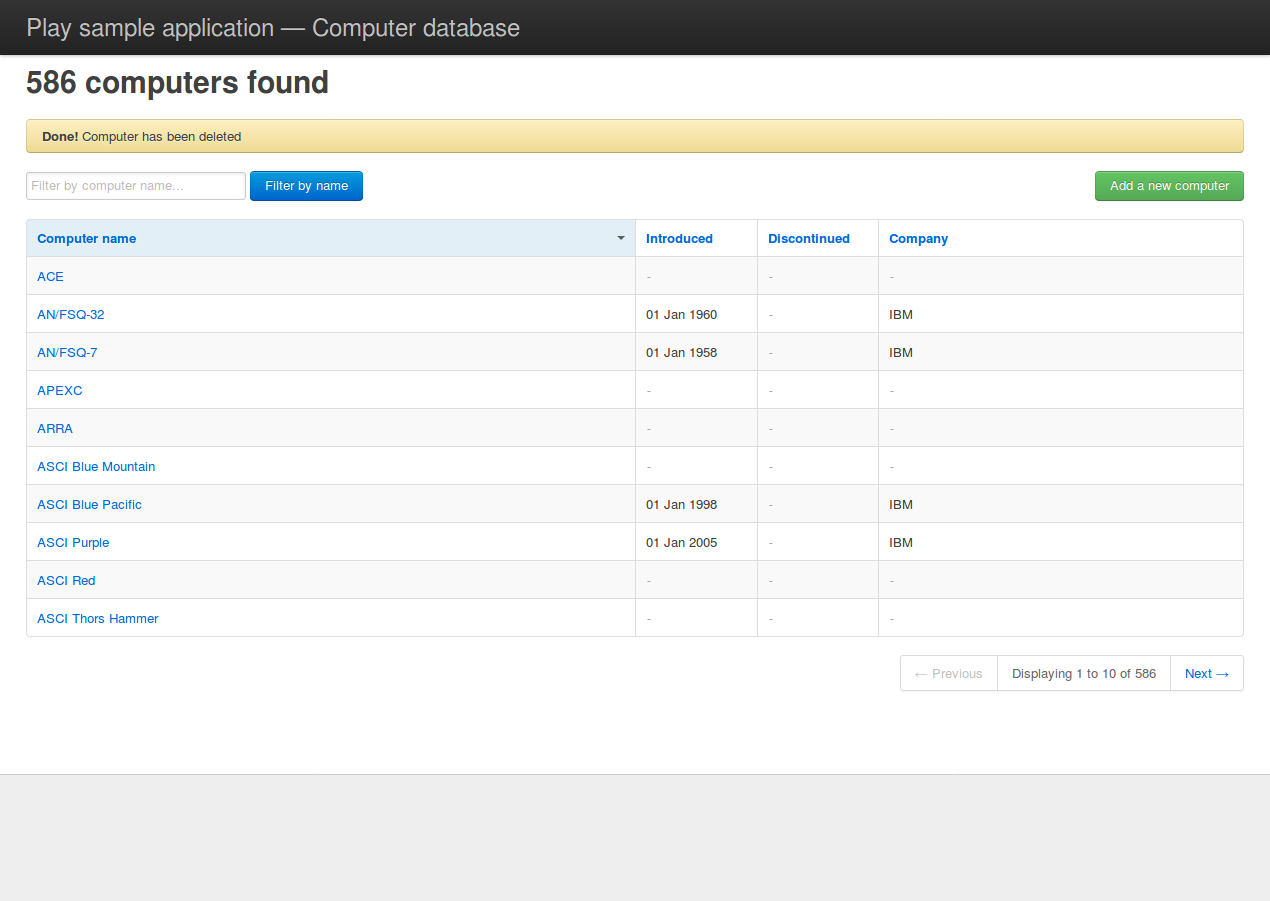 Play sample application — Computer database
586 computers found
Done! Computer has been deleted
Filter by computer name... Filter by name Add a new computer
Computer name Introduced Discontinued Company
ACE - - -
AN/FSQ-32 01 Jan 1960 - IBM
AN/FSQ-7 01 Jan 1958 - IBM
APEXC - - -
ARRA - - -
ASCI Blue Mountain - - -
ASCI Blue Pacific 01 Jan 1998 - IBM
ASCI Purple 01 Jan 2005 - IBM
ASCI Red - - -
ASCI Thors Hammer - - -
← Previous Displaying 1 to 10 of 586 Next →